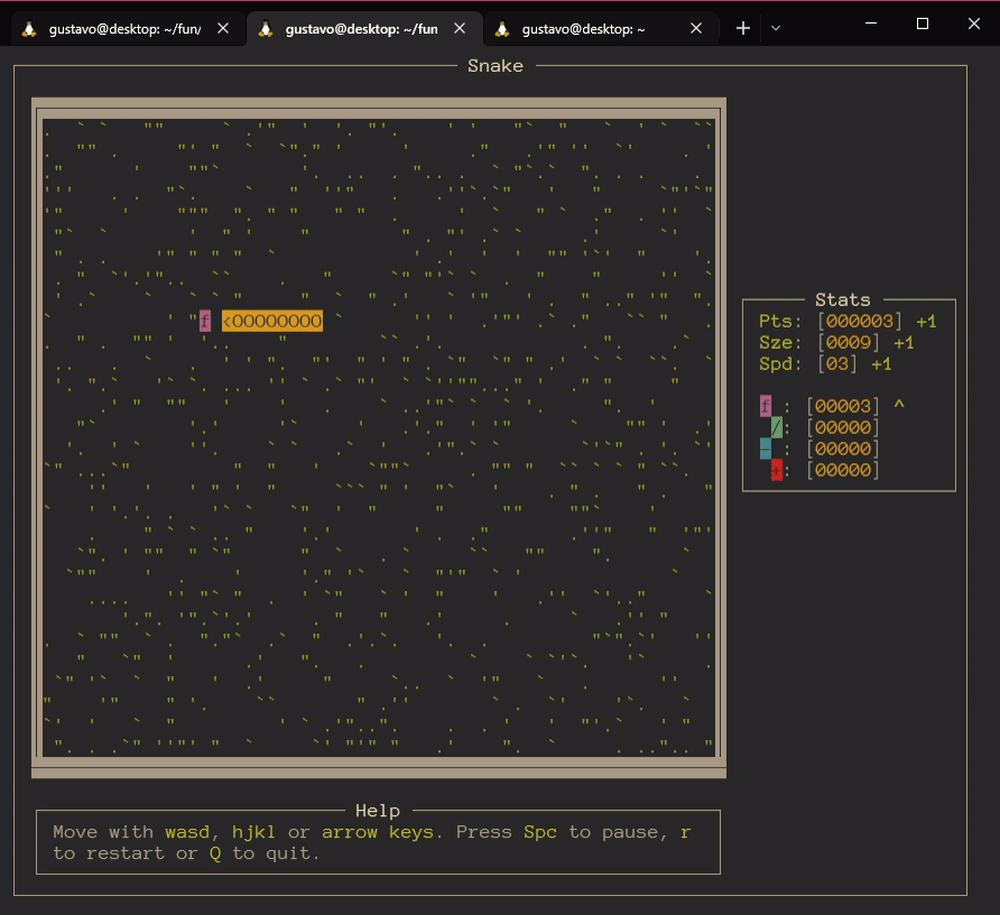 gustavo@desktop: ~/fun/
gustavo@desktop: ~/fun
gustavo@desktop: ~
Snake
f <OOOOOOOO
Stats
Pts: [000003] +1
Sze: [0009] +1
Spd: [03] +1
f : [00003] ^
/: [00000]
- : [00000]
+: [00000]
Help
Move with wasd, hjkl or arrow keys. Press Spc to pause, r
to restart or Q to quit.